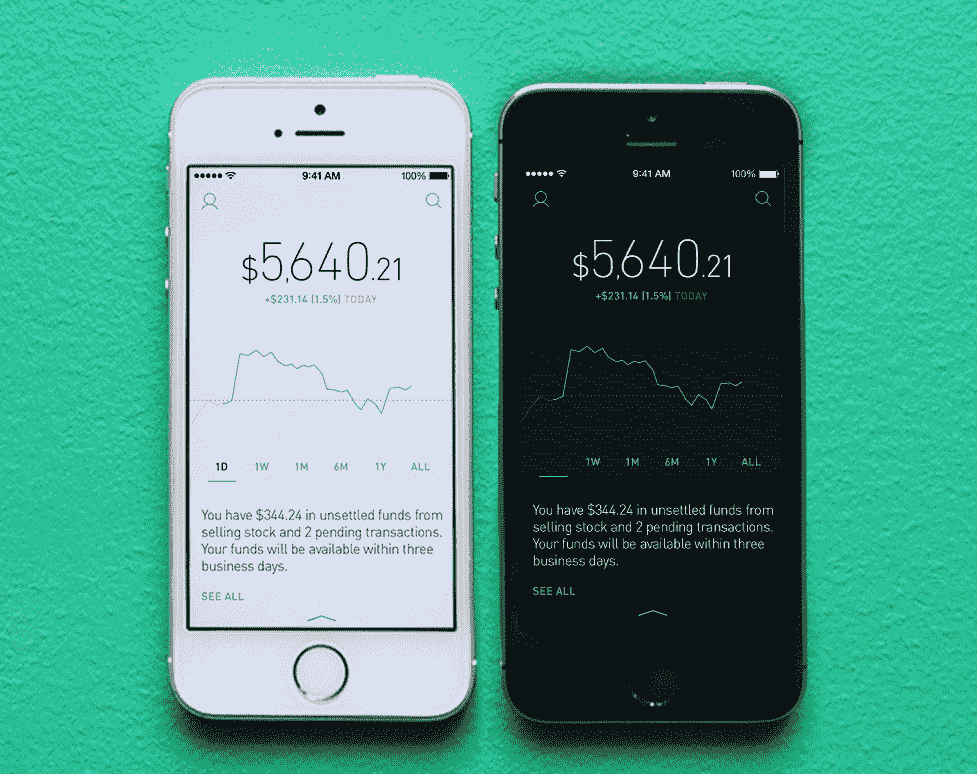 9:41 AM 100%
$5,640.21
+$231.14 (1.5%) TODAY
1D 1W 1M 6M 1Y ALL
You have $344.24 in unsettled funds from
selling stock and 2 pending transactions.
Your funds will be available within three
business days.
SEE ALL
9:41 AM 100%
$5,640.21
+$231.14 (1.5%) TODAY
1W 1M 6M 1Y ALL
You have $344.24 in unsettled funds from
selling stock and 2 pending transactions.
Your funds will be available within three
business days.
SEE ALL